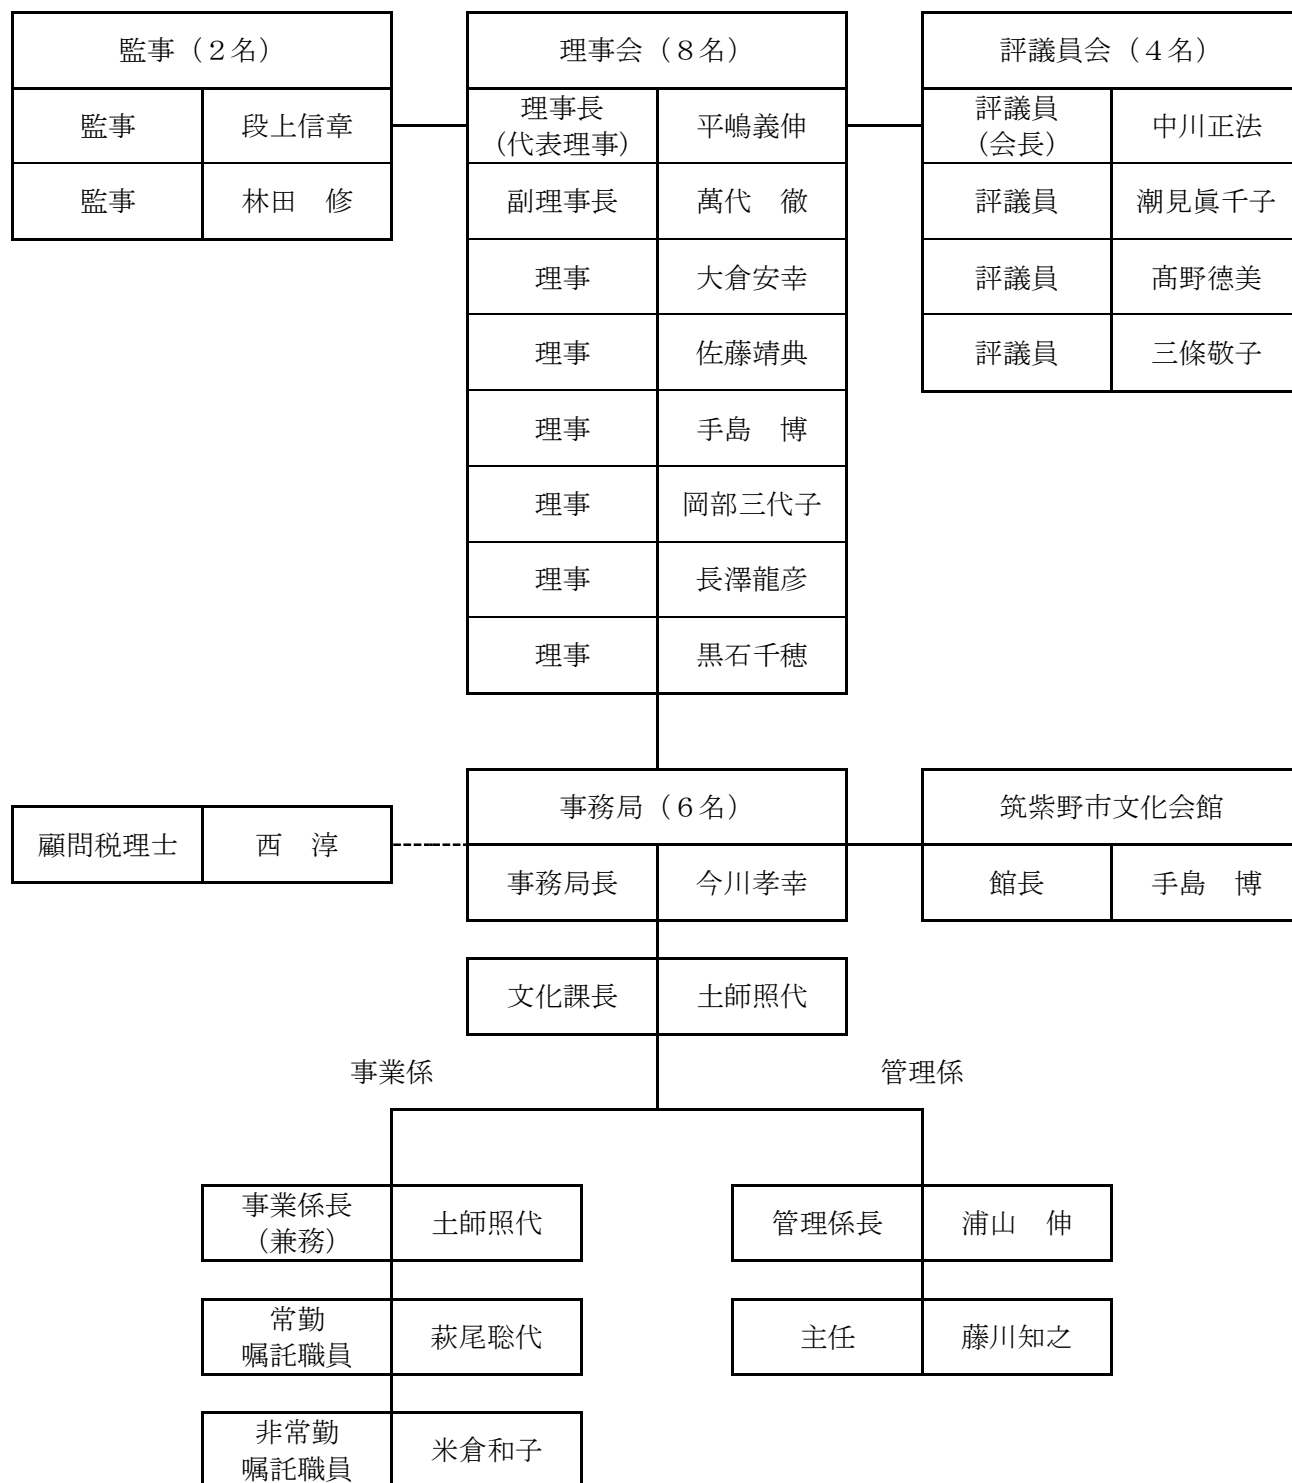 監事（２名）
監事　段上信章
監事　林田　修
理事会（８名）
理事長
（代表理事）　平嶋義伸
副理事長　萬代　徹
理事　大倉安幸
理事　佐藤靖典
理事　手島　博
理事　岡部三代子
理事　長澤龍彦
理事　黒石千穂
評議員会（４名）
評議員
（会長）　中川正法
評議員　潮見眞千子
評議員　髙野德美
評議員　三條敬子
顧問税理士　西　淳
事務局（６名）
事務局長　今川孝幸
筑紫野市文化会館
館長　手島　博
文化課長　土師照代
事業係
管理係
事業係長
（兼務）　土師照代
常勤
嘱託職員　萩尾聡代
非常勤
嘱託職員　米倉和子
管理係長　浦山　伸
主任　藤川知之